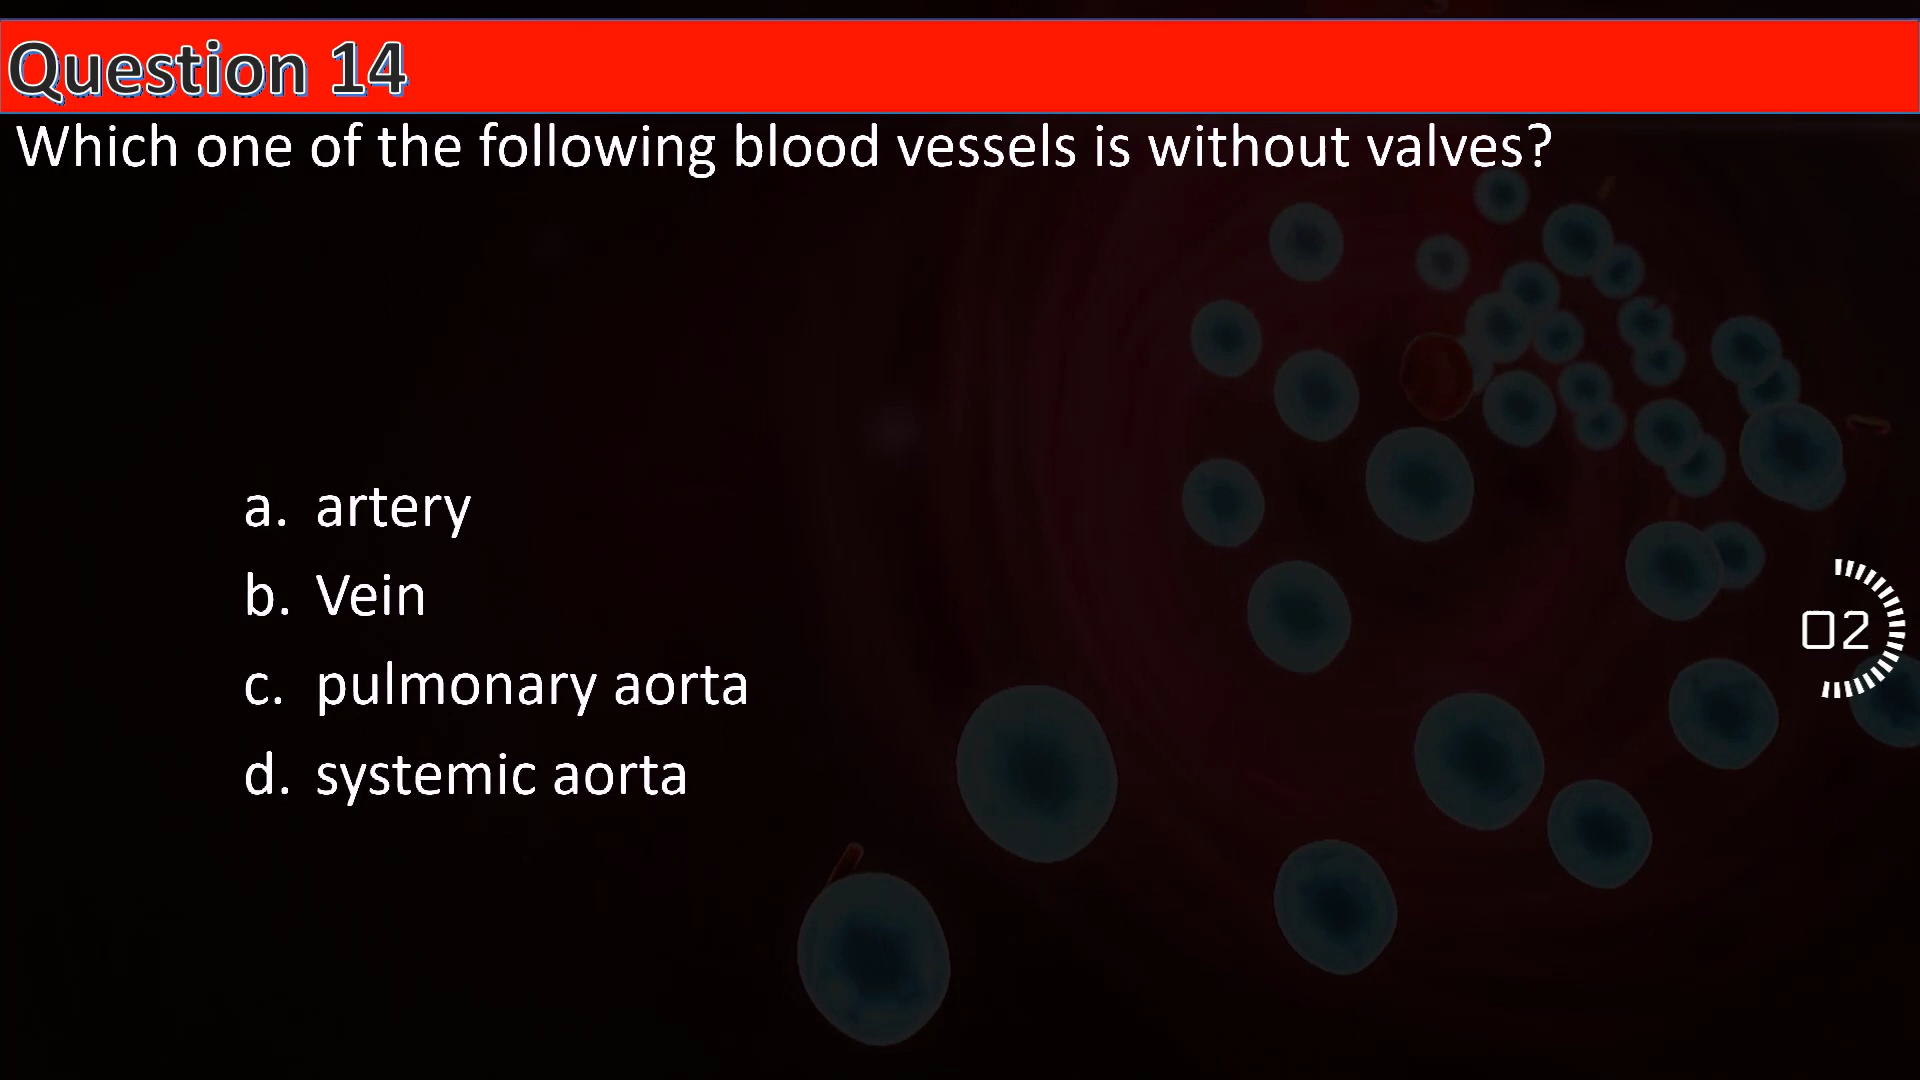 Question 14
Which one of the following blood vessels is without valves?
a. artery
b. Vein
c. pulmonary aorta
d. systemic aorta
02